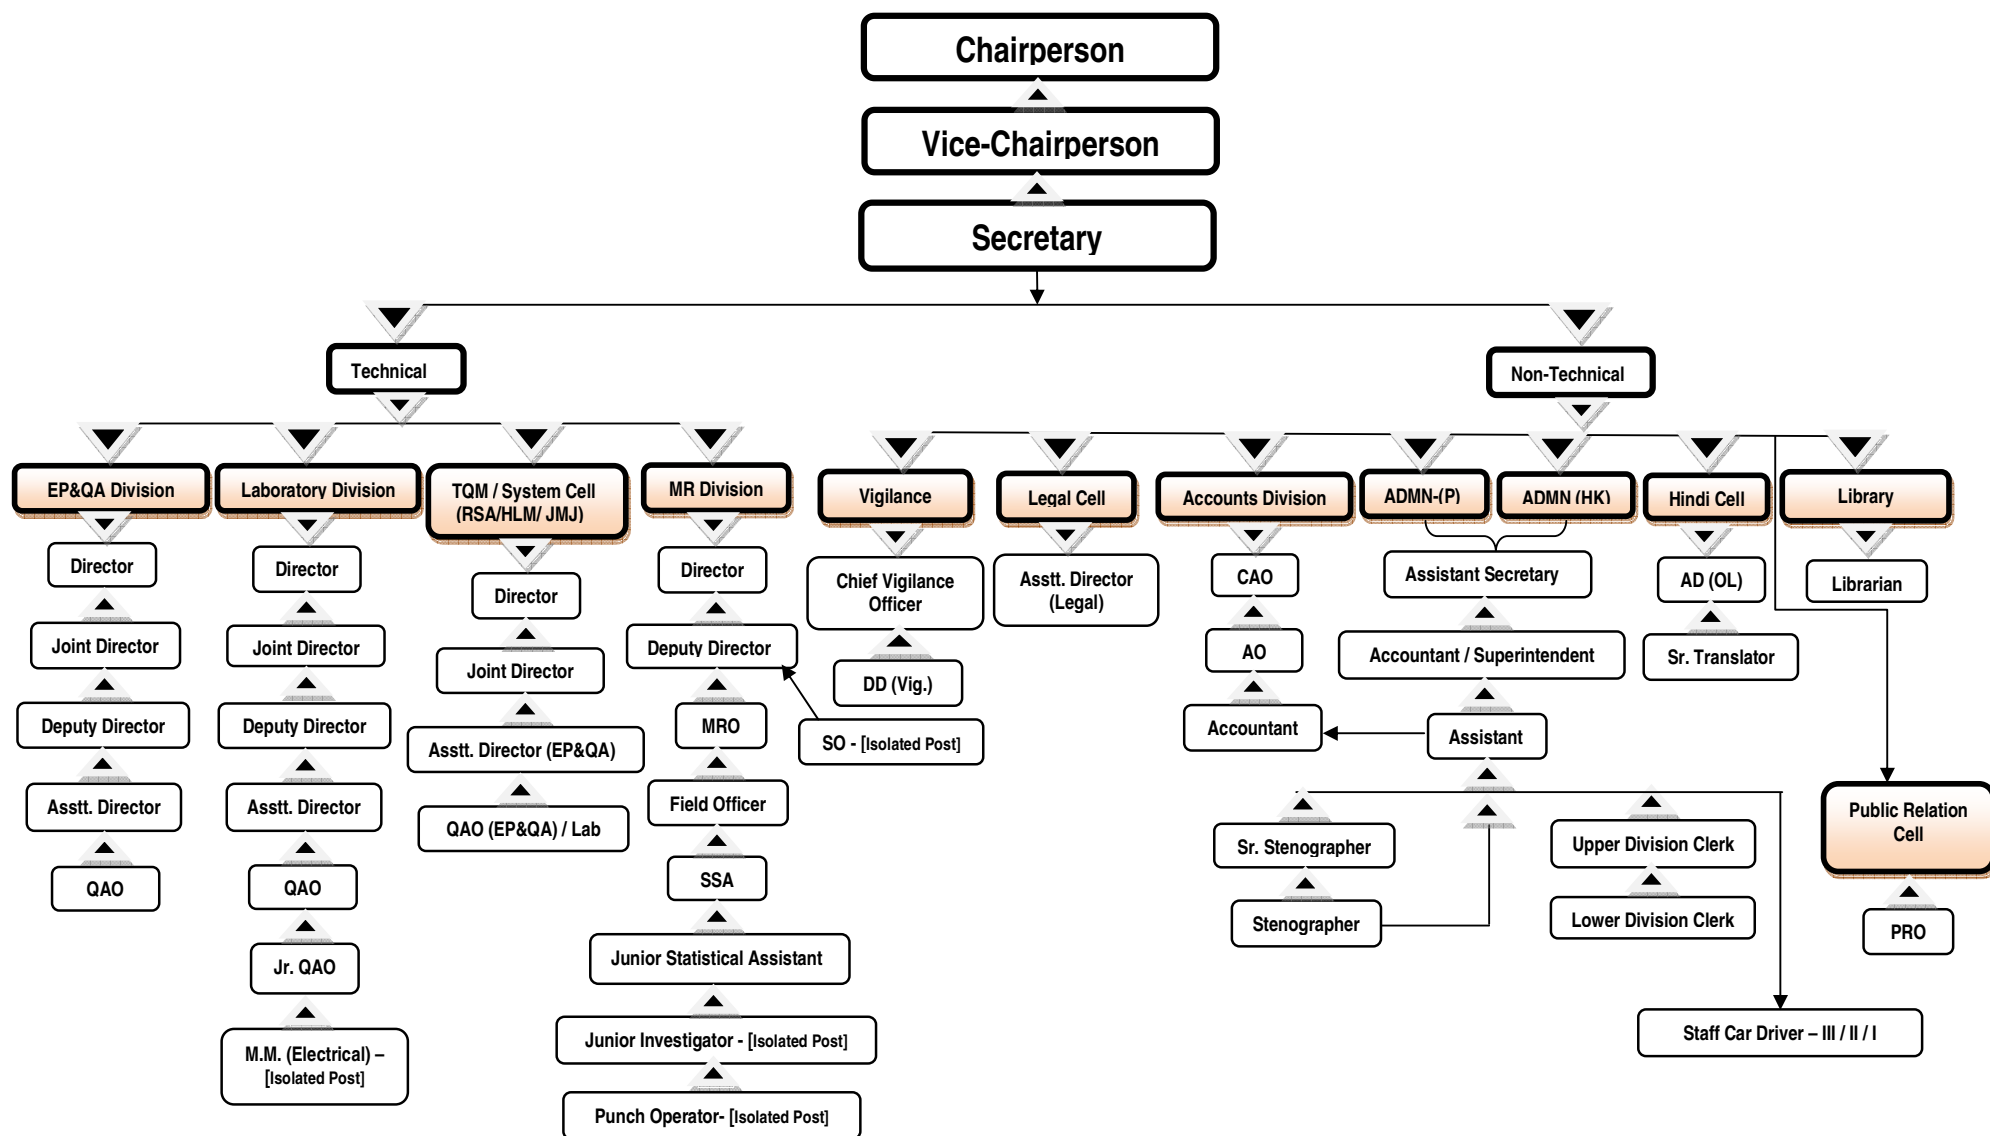 Chairperson
Vice-Chairperson
Secretary
Technical
Non-Technical
EP&QA Division
Laboratory Division
TQM / System Cell
(RSA/HLM/ JMJ)
MR Division
Vigilance
Legal Cell
Accounts Division
ADMN-(P)
ADMN (HK)
Hindi Cell
Library
Director
Joint Director
Deputy Director
Asstt. Director
QAO
Director
Joint Director
Deputy Director
Asstt. Director
QAO
Jr. QAO
M.M. (Electrical) –
[Isolated Post]
Director
Joint Director
Asstt. Director (EP&QA)
QAO (EP&QA) / Lab
Director
Deputy Director
MRO
SO - [Isolated Post]
Field Officer
SSA
Junior Statistical Assistant
Junior Investigator - [Isolated Post]
Punch Operator- [Isolated Post]
Chief Vigilance
Officer
DD (Vig.)
Asstt. Director
(Legal)
CAO
AO
Accountant
Assistant Secretary
Accountant / Superintendent
Assistant
Sr. Stenographer
Stenographer
Upper Division Clerk
Lower Division Clerk
Staff Car Driver – III / II / I
AD (OL)
Sr. Translator
Librarian
Public Relation
Cell
PRO